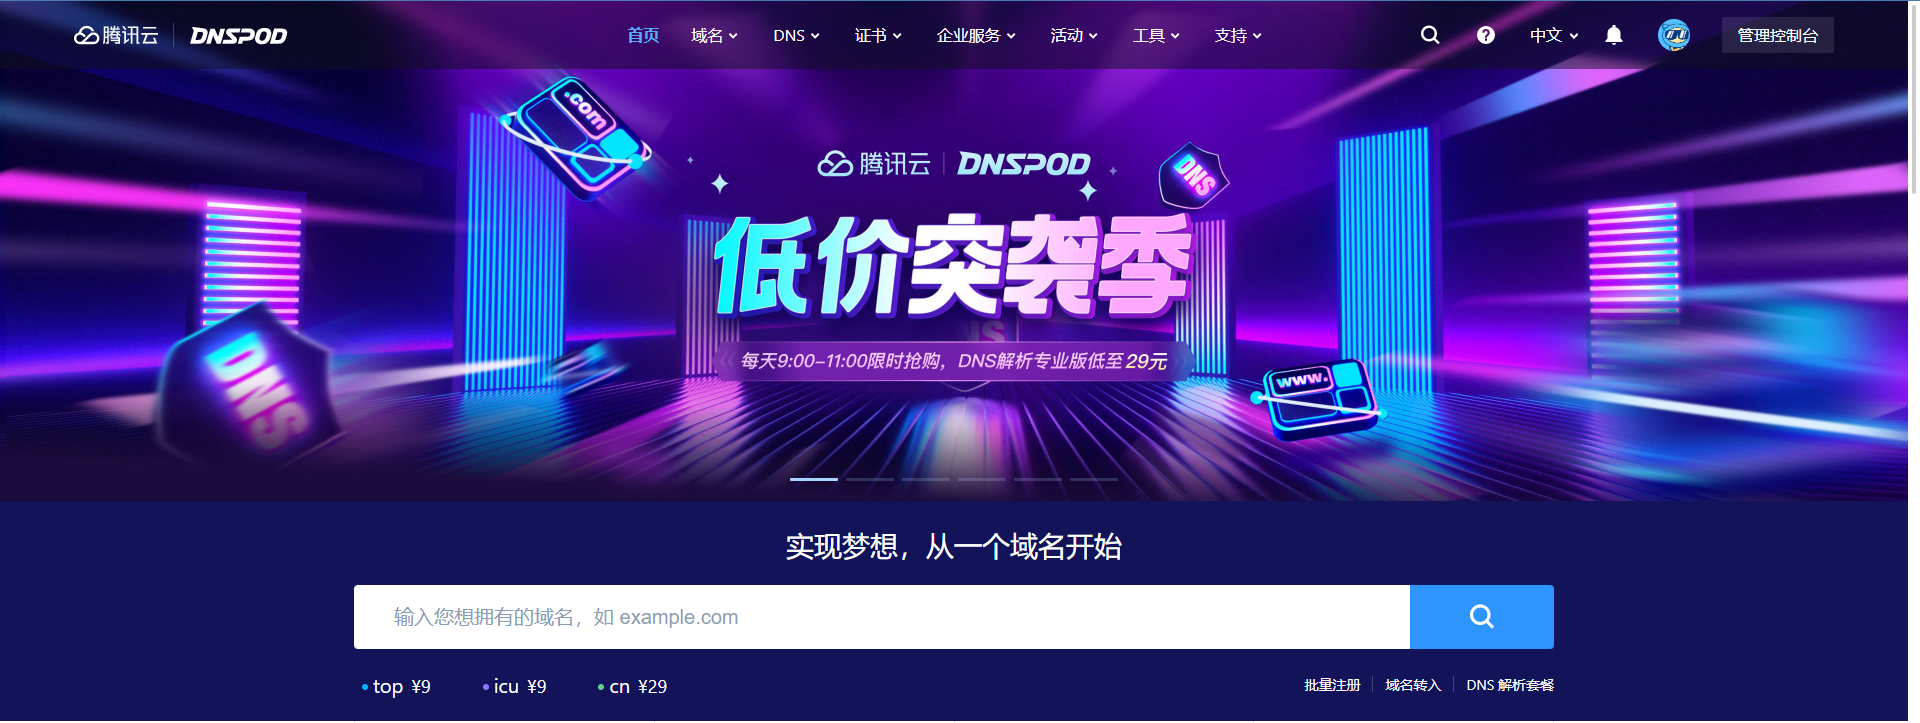 腾讯云 DNSPOD 首页 域名 DNS 证书 企业服务 活动 工具 支持 中文 管理控制台
.com
腾讯云 DNSPOD
DNS
低价突袭季
每天9:00-11:00限时抢购，DNS解析专业版低至29元
DNS
www.
实现梦想，从一个域名开始
输入您想拥有的域名，如 example.com
top ¥9 icu ¥9 cn ¥29 批量注册 域名转入 DNS 解析套餐